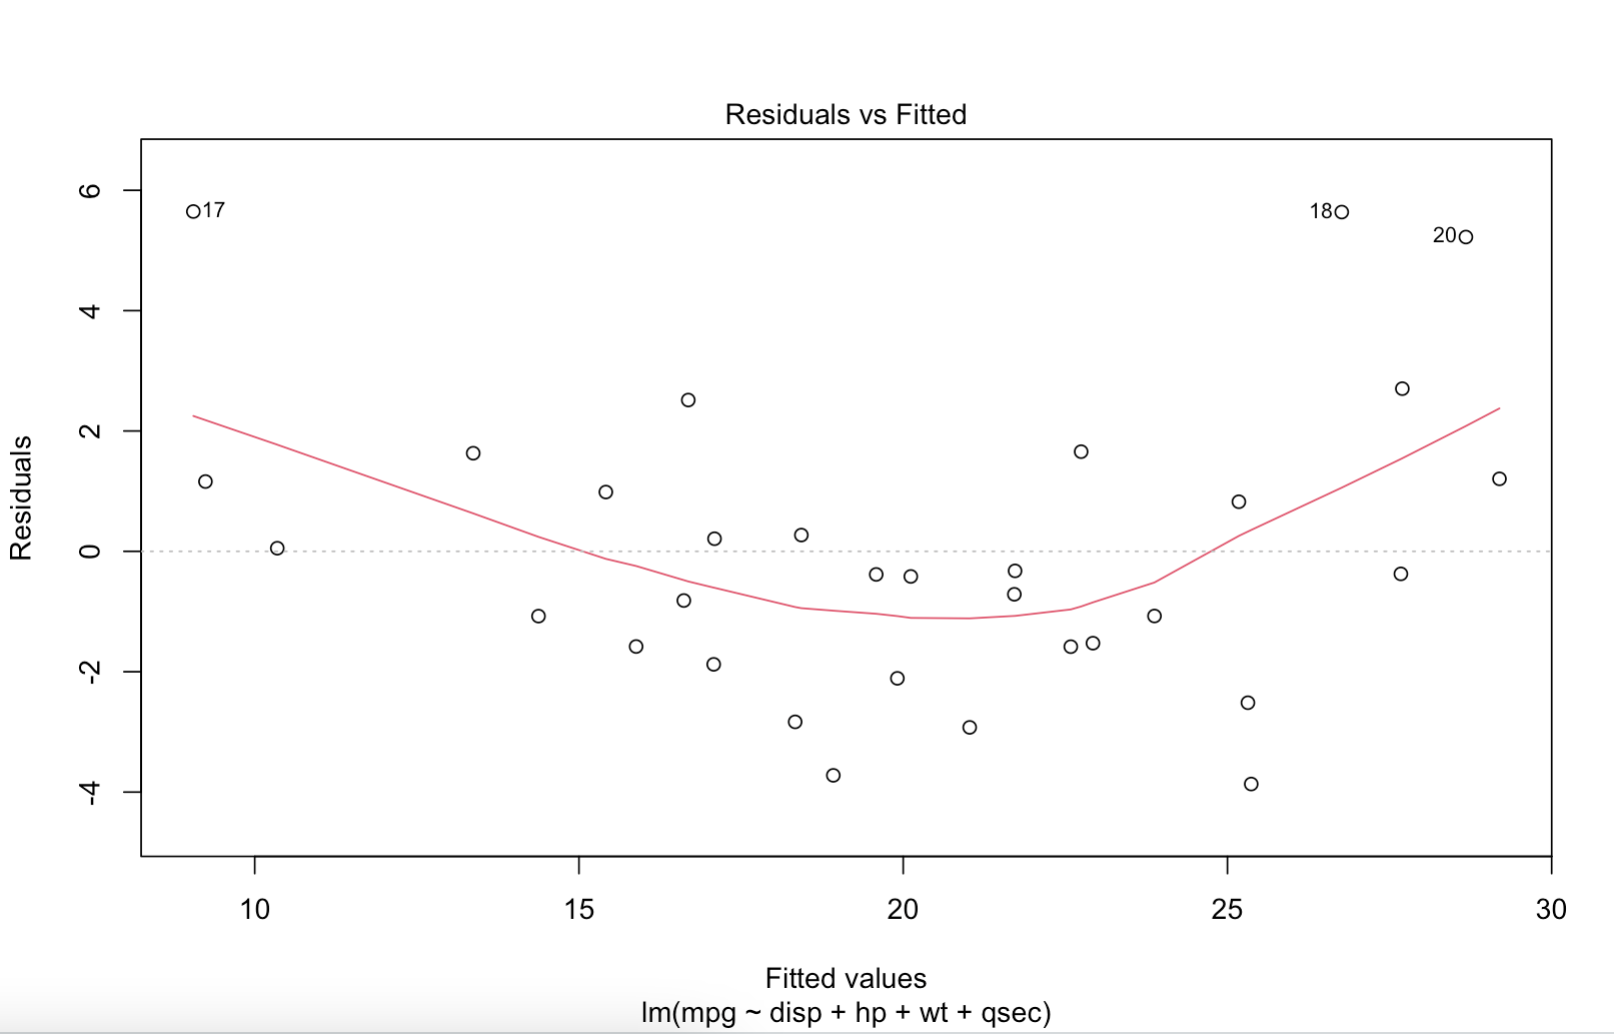 Residuals vs Fitted
6
17
18
20
4
2
0
-2
-4
Residuals
10 15 20 25 30
Fitted values
lm(mpg ~ disp + hp + wt + qsec)